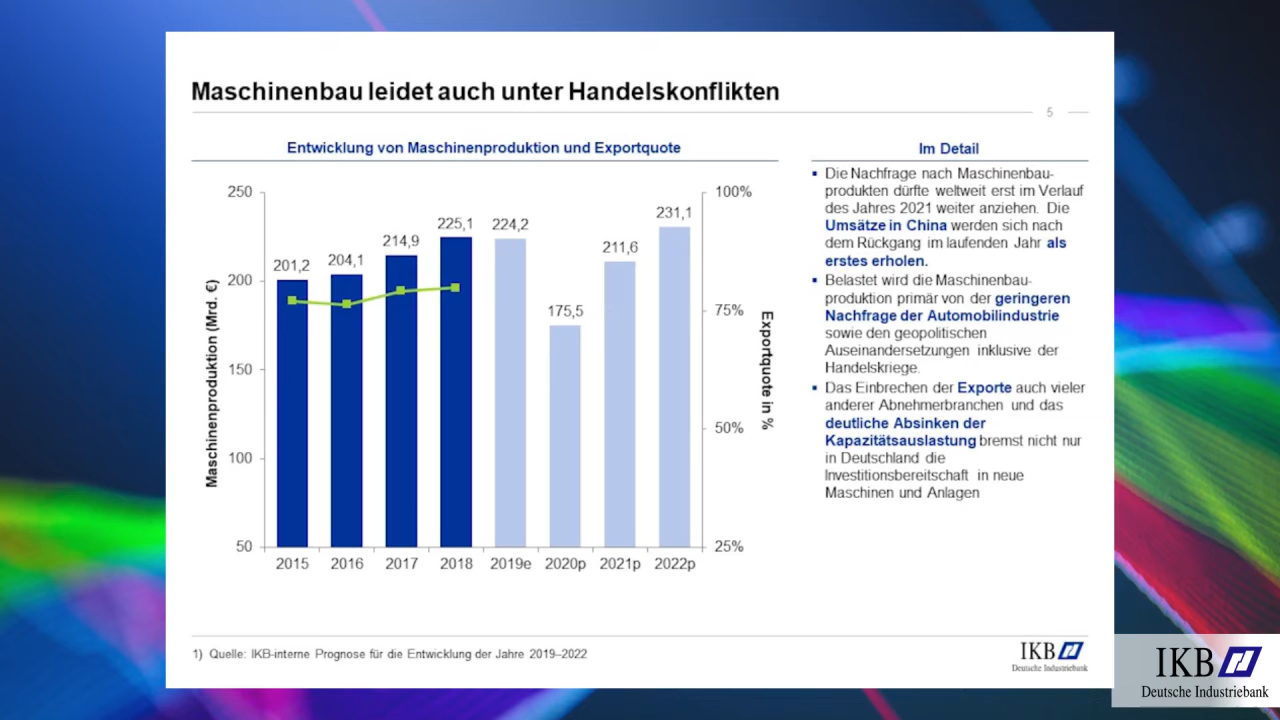 Maschinenbau leidet auch unter Handelskonflikten
5
Entwicklung von Maschinenproduktion und Exportquote
Maschinenproduktion (Mrd. €)
250
200
150
100
50
201,2
204,1
214,9
225,1
224,2
175,5
211,6
231,1
2015
2016
2017
2018
2019e
2020p
2021p
2022p
100%
75%
50%
25%
Exportquote in %
Im Detail
▪ Die Nachfrage nach Maschinenbau-
produkten dürfte weltweit erst im Verlauf
des Jahres 2021 weiter anziehen. Die
Umsätze in China werden sich nach
dem Rückgang im laufenden Jahr als
erstes erholen.
▪ Belastet wird die Maschinenbau-
produktion primär von der geringeren
Nachfrage der Automobilindustrie
sowie den geopolitischen
Auseinandersetzungen inklusive der
Handelskriege.
▪ Das Einbrechen der Exporte auch vieler
anderer Abnehmerbranchen und das
deutliche Absinken der
Kapazitätsauslastung bremst nicht nur
in Deutschland die
Investitionsbereitschaft in neue
Maschinen und Anlagen
1) Quelle: IKB-interne Prognose für die Entwicklung der Jahre 2019–2022
IKB
Deutsche Industriebank
IKB
Deutsche Industriebank